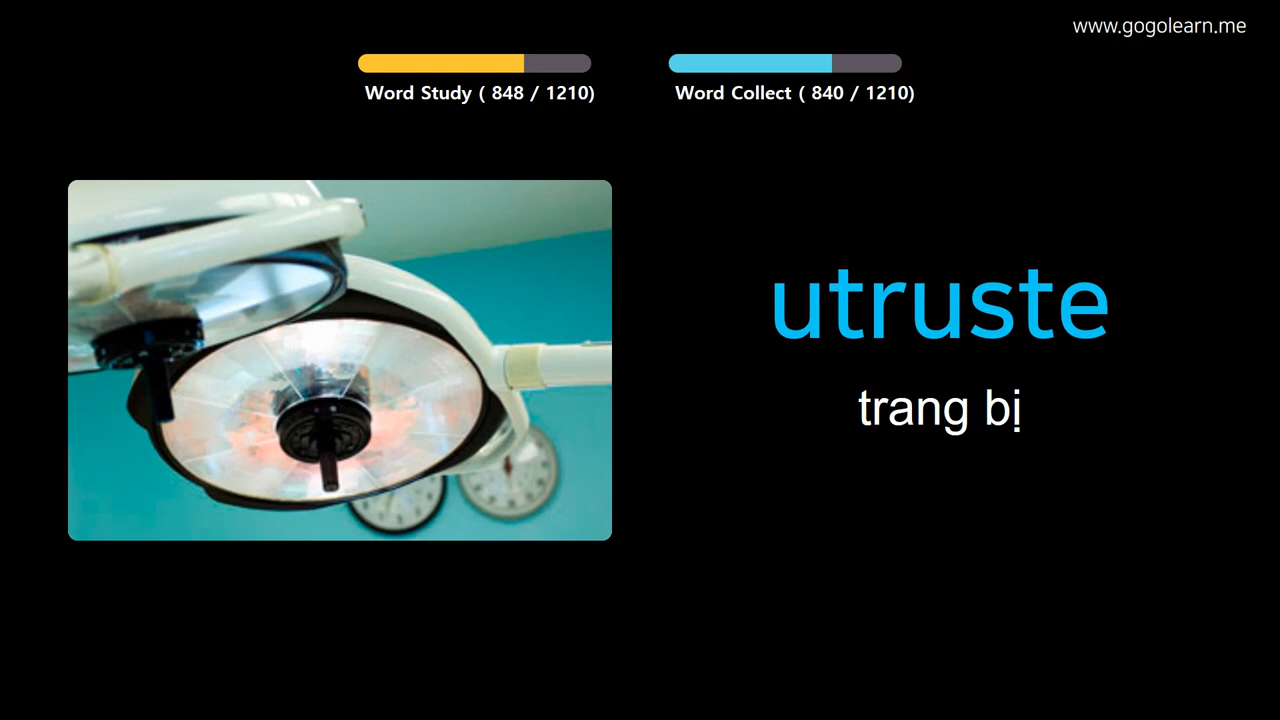 www.gogolearn.me
Word Study ( 848 / 1210)
Word Collect ( 840 / 1210)
utruste
trang bị